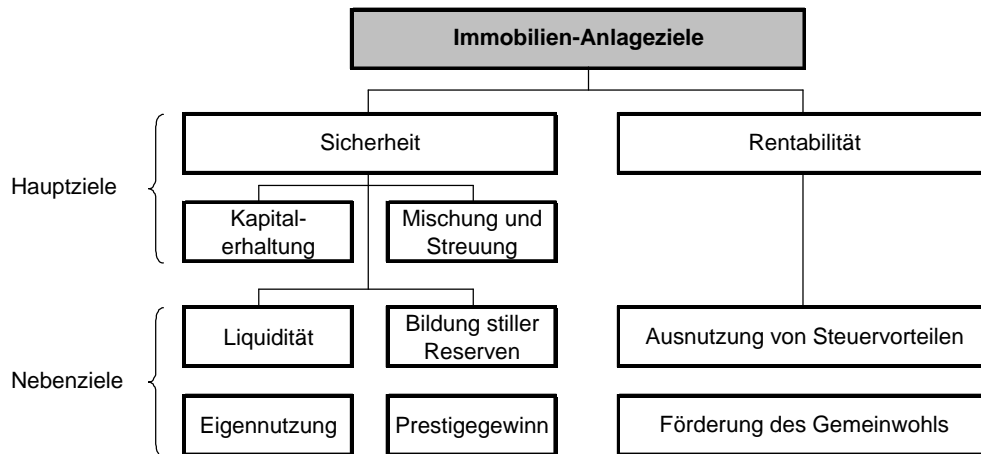 Immobilien-Anlageziele
Sicherheit
Rentabilität
Hauptziele
Kapital-
erhaltung
Mischung und
Streuung
Liquidität
Bildung stiller
Reserven
Ausnutzung von Steuervorteilen
Nebenziele
Eigennutzung
Prestigegewinn
Förderung des Gemeinwohls